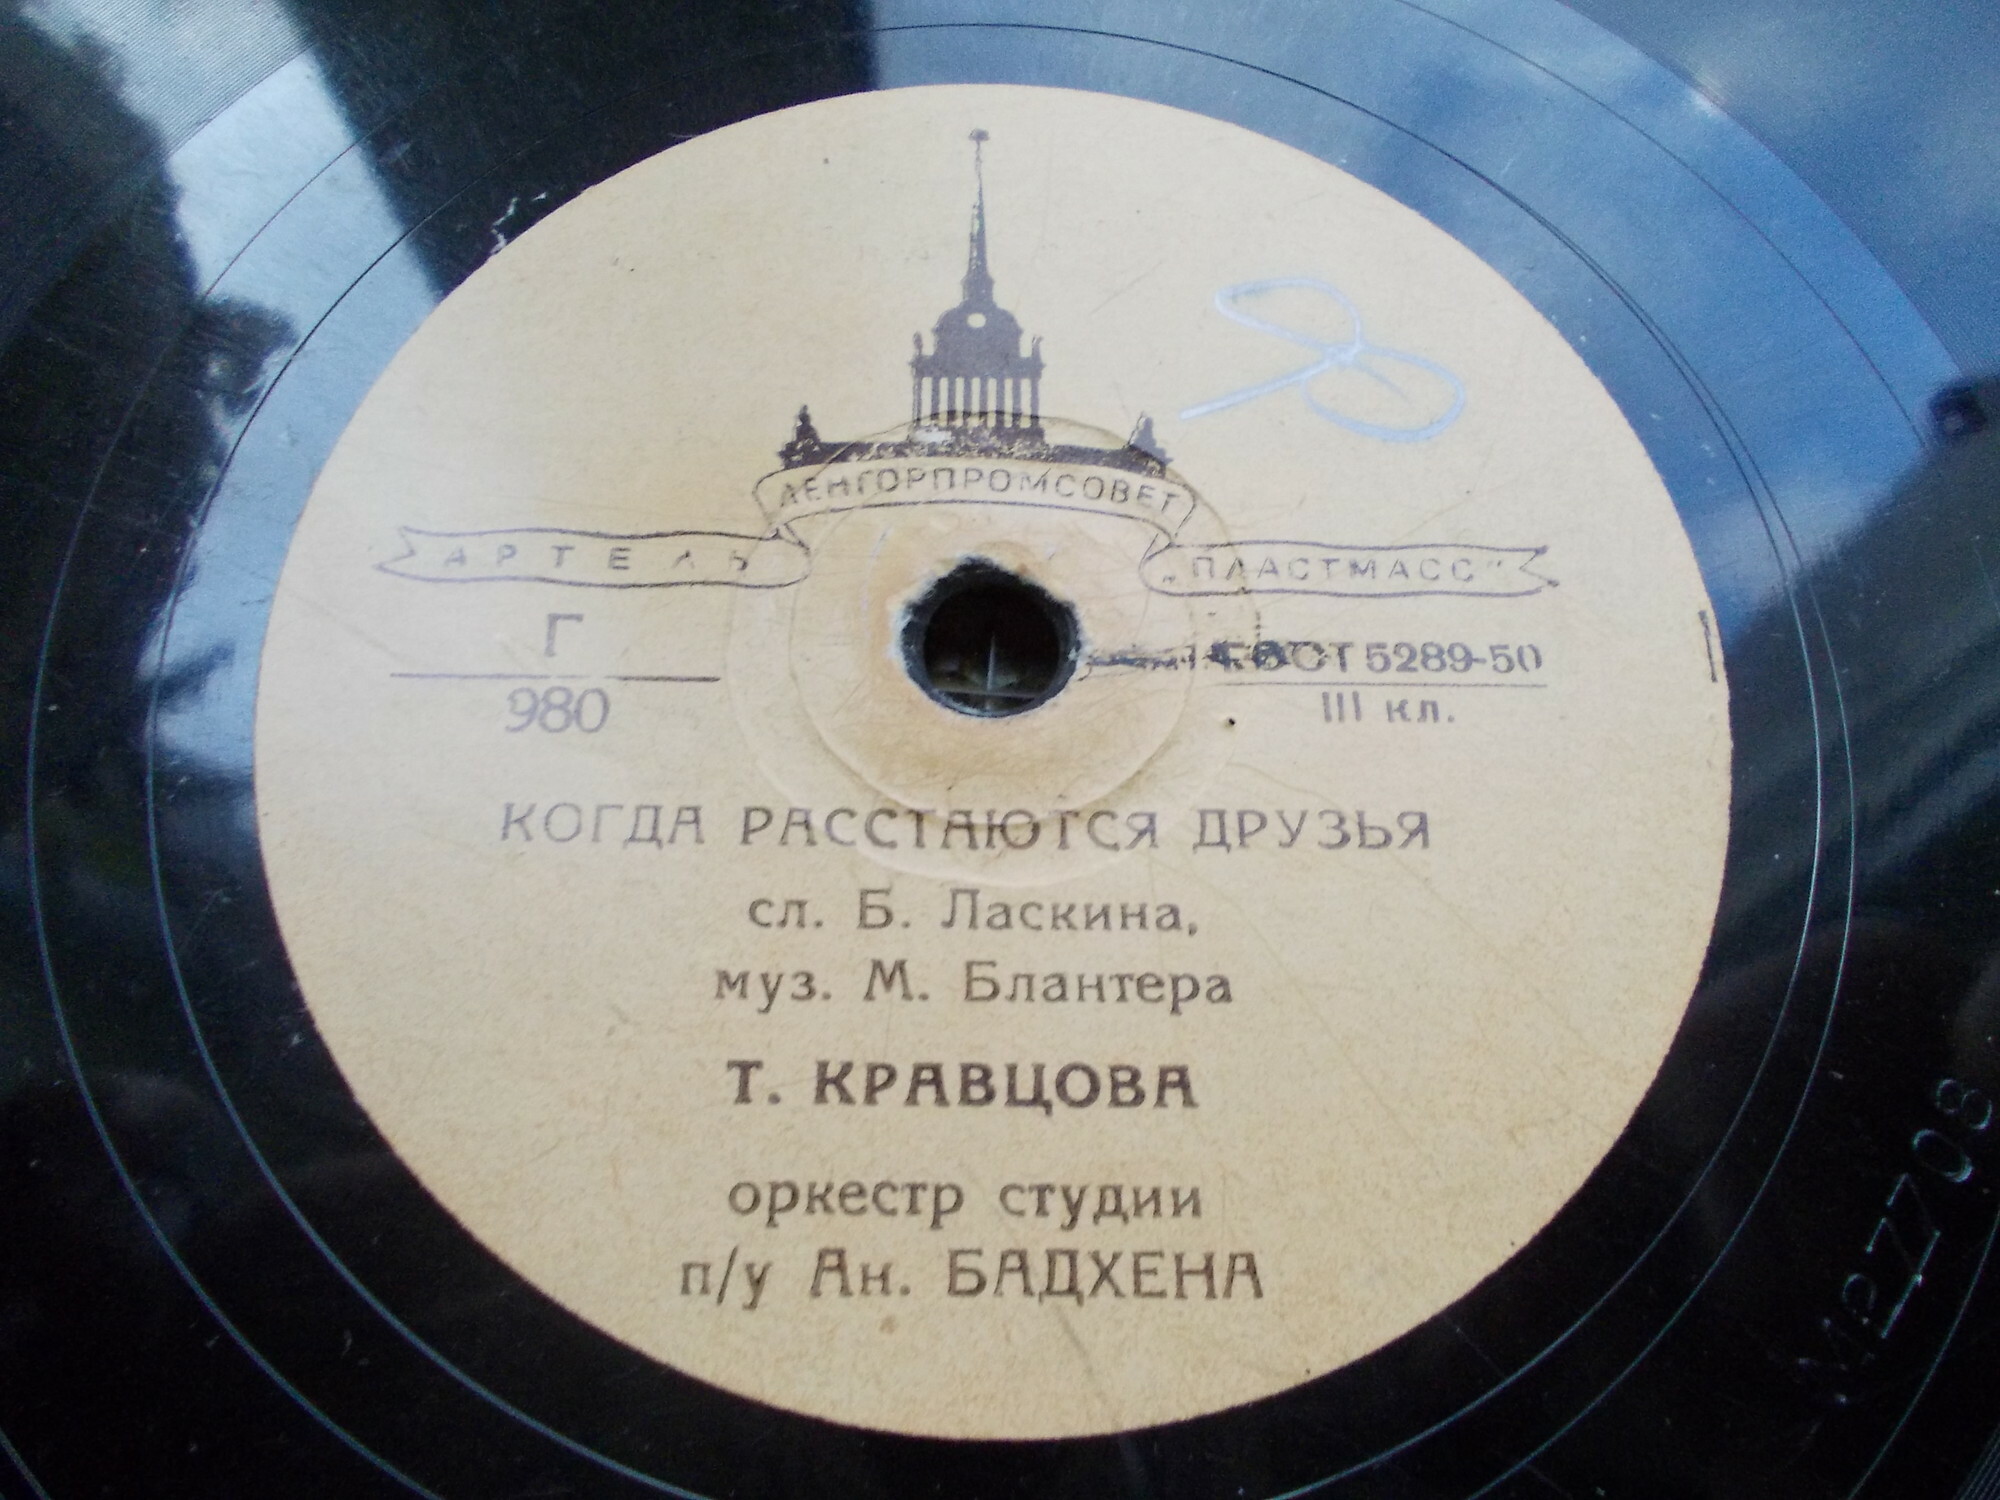 ЛЕНГОРПРОМСОВЕТ
АРТЕЛЬ „ПЛАСТМАСС"
Г
980
ГОСТ 5289-50
III кл.
КОГДА РАССТАЮТСЯ ДРУЗЬЯ
сл. Б. Ласкина,
муз. М. Блантера
Т. КРАВЦОВА
оркестр студии
п/у Ан. БАДХЕНА